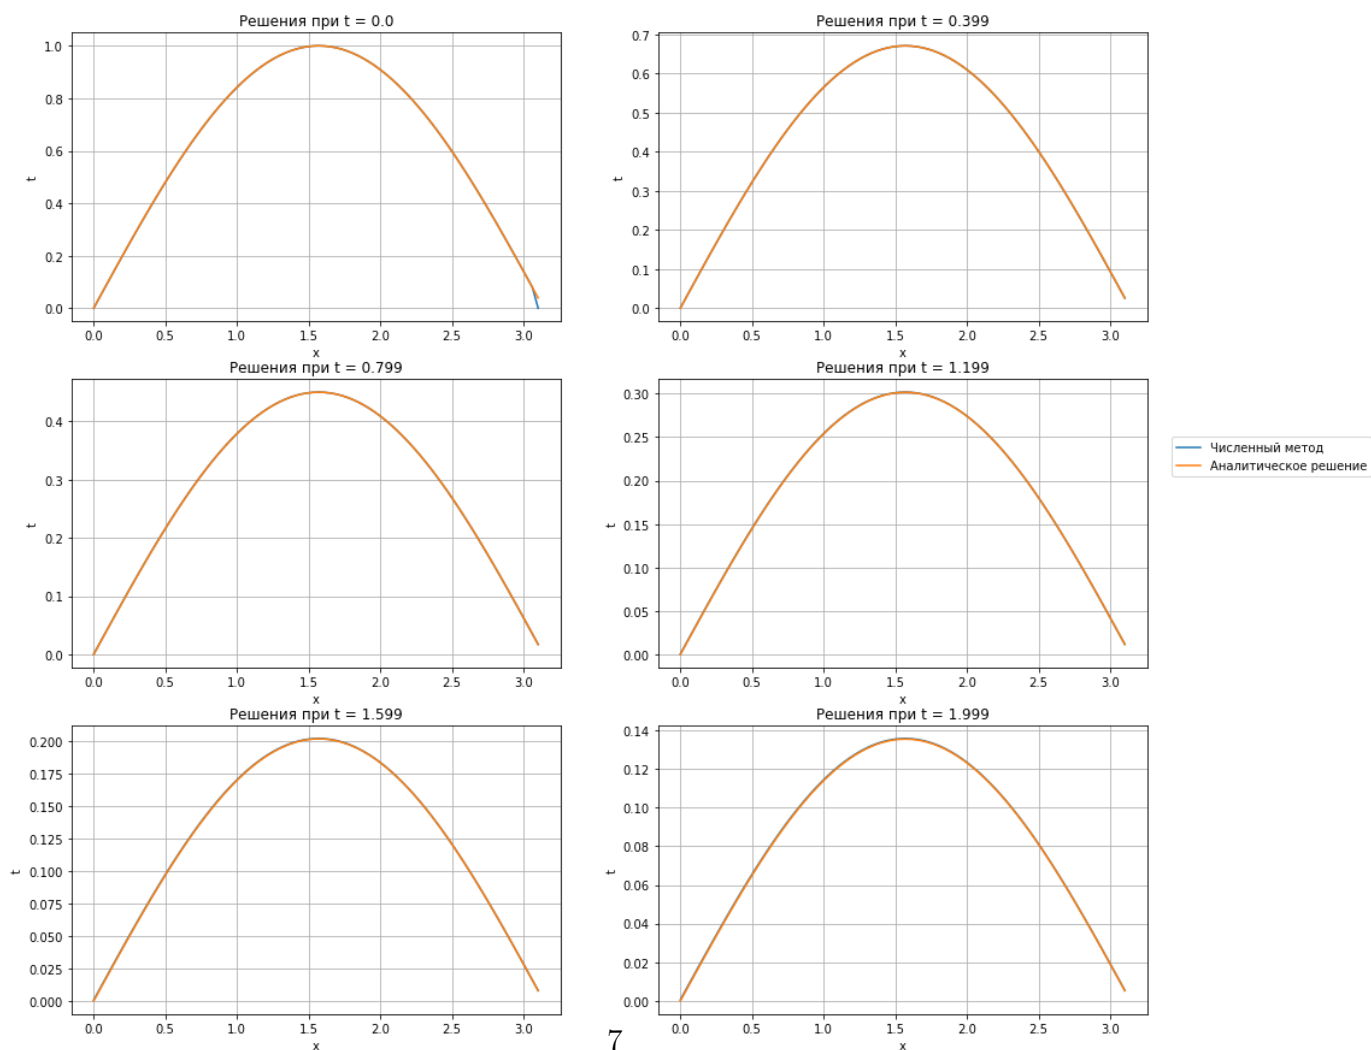 Решения при t = 0.0
1.0
0.8
0.6
0.4
0.2
0.0
t
0.0 0.5 1.0 1.5 2.0 2.5 3.0
x
Решения при t = 0.399
0.7
0.6
0.5
0.4
0.3
0.2
0.1
0.0
t
0.0 0.5 1.0 1.5 2.0 2.5 3.0
x
Решения при t = 0.799
0.4
0.3
0.2
0.1
0.0
t
0.0 0.5 1.0 1.5 2.0 2.5 3.0
x
Решения при t = 1.199
0.30
0.25
0.20
0.15
0.10
0.05
0.00
t
0.0 0.5 1.0 1.5 2.0 2.5 3.0
x
Численный метод
Аналитическое решение
Решения при t = 1.599
0.200
0.175
0.150
0.125
0.100
0.075
0.050
0.025
0.000
t
0.0 0.5 1.0 1.5 2.0 2.5 3.0
x
Решения при t = 1.999
0.14
0.12
0.10
0.08
0.06
0.04
0.02
0.00
t
0.0 0.5 1.0 1.5 2.0 2.5 3.0
x
7